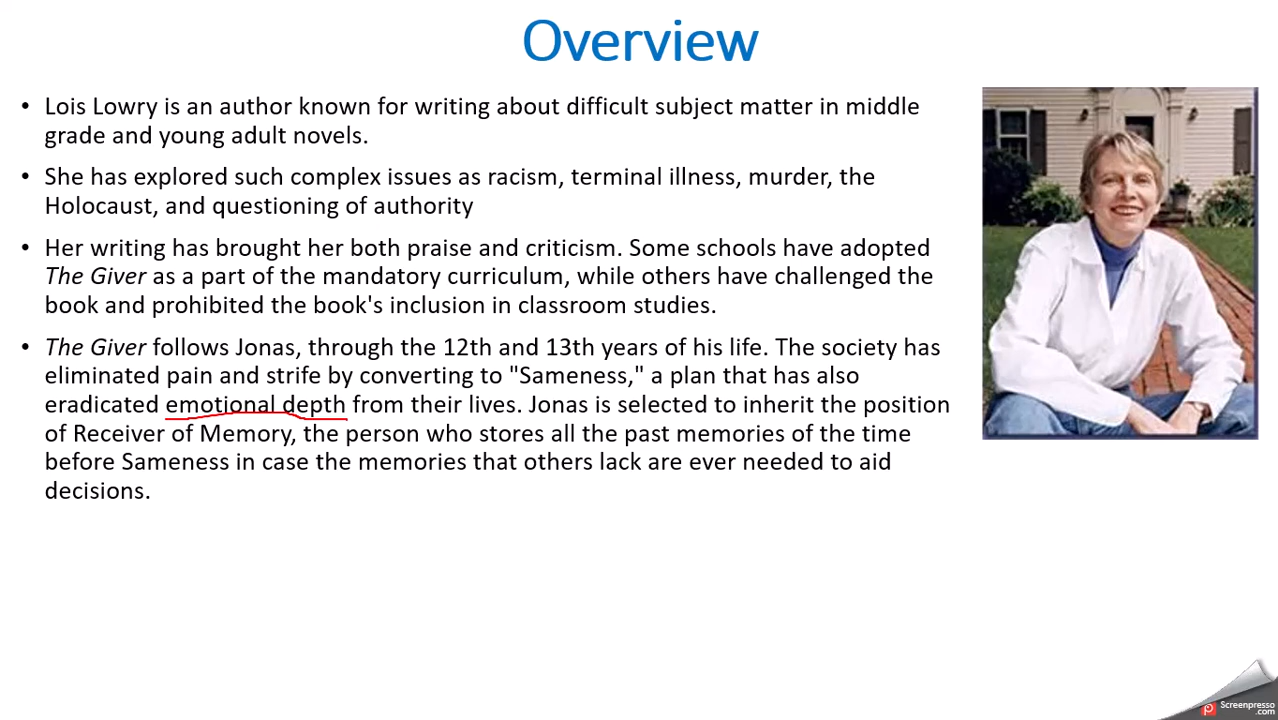 Overview
• Lois Lowry is an author known for writing about difficult subject matter in middle
grade and young adult novels.
• She has explored such complex issues as racism, terminal illness, murder, the
Holocaust, and questioning of authority
• Her writing has brought her both praise and criticism. Some schools have adopted
The Giver as a part of the mandatory curriculum, while others have challenged the
book and prohibited the book's inclusion in classroom studies.
• The Giver follows Jonas, through the 12th and 13th years of his life. The society has
eliminated pain and strife by converting to "Sameness," a plan that has also
eradicated emotional depth from their lives. Jonas is selected to inherit the position
of Receiver of Memory, the person who stores all the past memories of the time
before Sameness in case the memories that others lack are ever needed to aid
decisions.
Screenpresso
.com